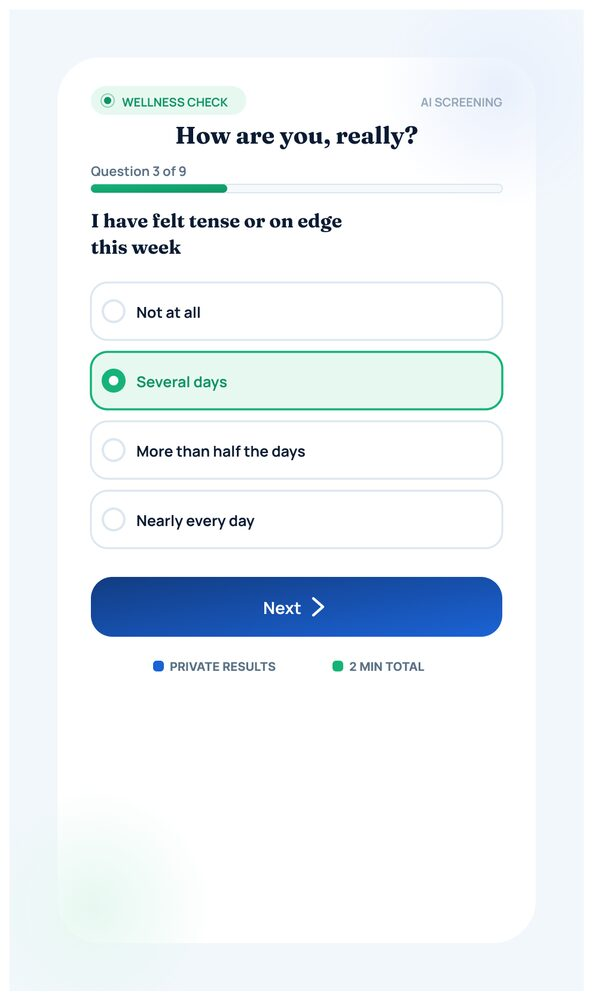 WELLNESS CHECK
AI SCREENING
How are you, really?
Question 3 of 9
I have felt tense or on edge
this week
Not at all
Several days
More than half the days
Nearly every day
Next
PRIVATE RESULTS
2 MIN TOTAL